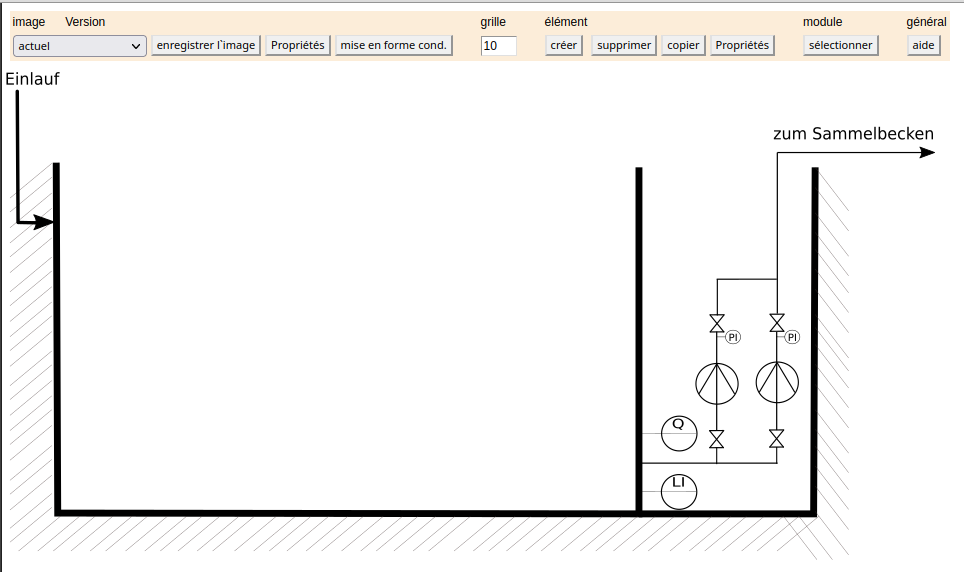 image Version grille élément module général
actuel enregistrer l`image Propriétés mise en forme cond. 10 créer supprimer copier Propriétés sélectionner aide
Einlauf
zum Sammelbecken
PI PI
Q
LI